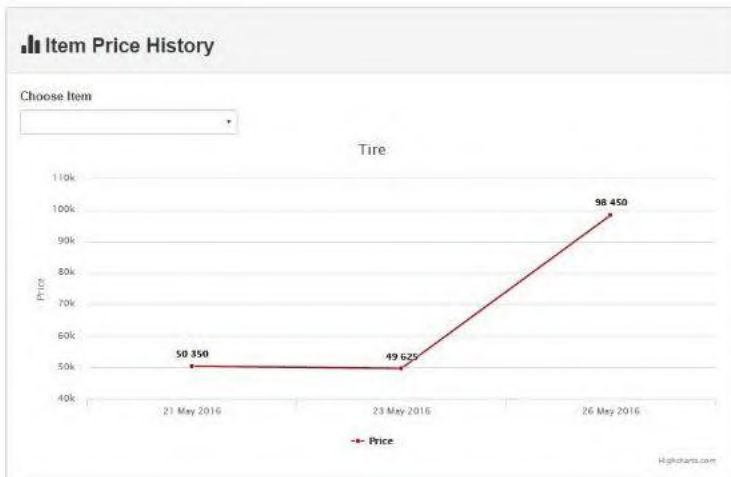 Item Price History
Choose Item
Tire
110k
100k
90k
80k
70k
60k
50k
40k
Price
98 450
50 350
49 625
21 May 2016
23 May 2016
26 May 2016
Price
Highcharts.com